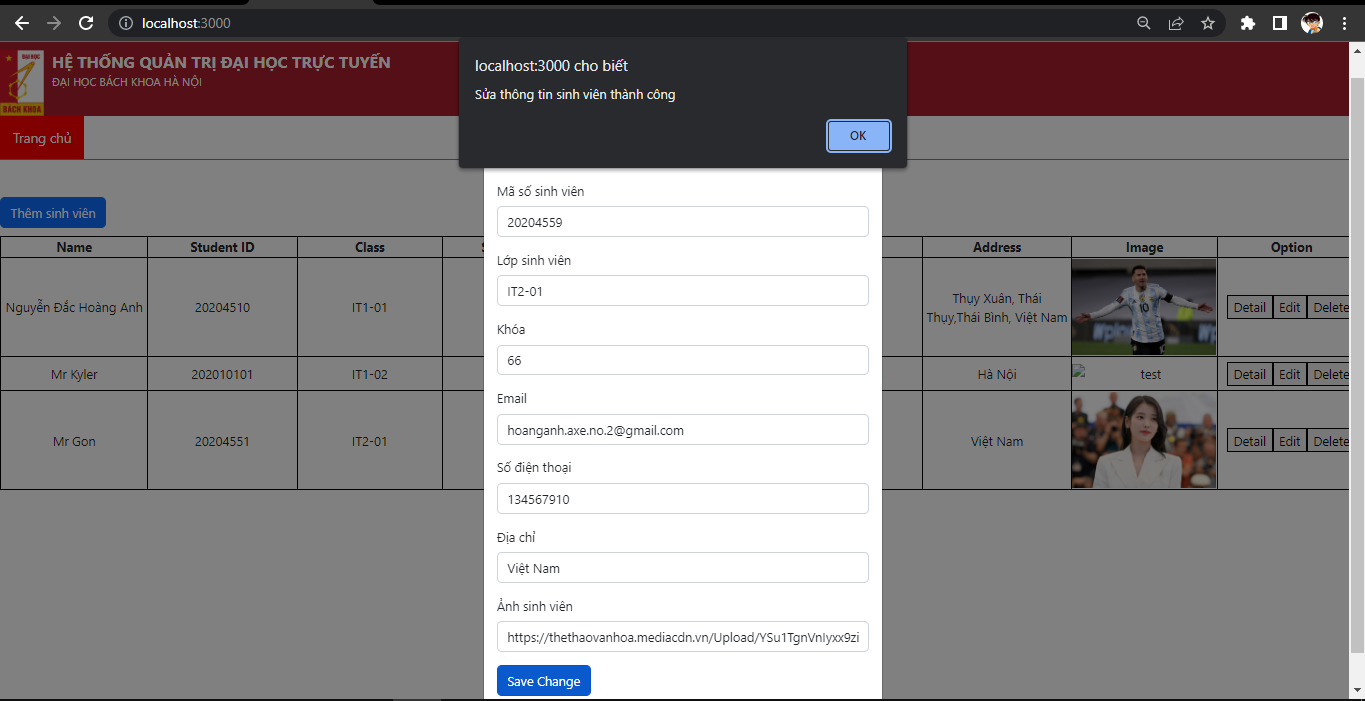 localhost:3000
ĐẠI HỌC
BÁCH KHOA
HỆ THỐNG QUẢN TRỊ ĐẠI HỌC TRỰC TUYẾN
ĐẠI HỌC BÁCH KHOA HÀ NỘI
localhost:3000 cho biết
Sửa thông tin sinh viên thành công
OK
Trang chủ
Thêm sinh viên
Name Student ID Class Address Image Option
Nguyễn Đắc Hoàng Anh 20204510 IT1-01 Thụy Xuân, Thái
Thụy,Thái Bình, Việt Nam Detail Edit Delete
Mr Kyler 202010101 IT1-02 Hà Nội test Detail Edit Delete
Mr Gon 20204551 IT2-01 Việt Nam Detail Edit Delete
Mã số sinh viên
20204559
Lớp sinh viên
IT2-01
Khóa
66
Email
hoanganh.axe.no.2@gmail.com
Số điện thoại
134567910
Địa chỉ
Việt Nam
Ảnh sinh viên
https://thethaovanhoa.mediacdn.vn/Upload/YSu1TgnVnIyxx9zi
Save Change